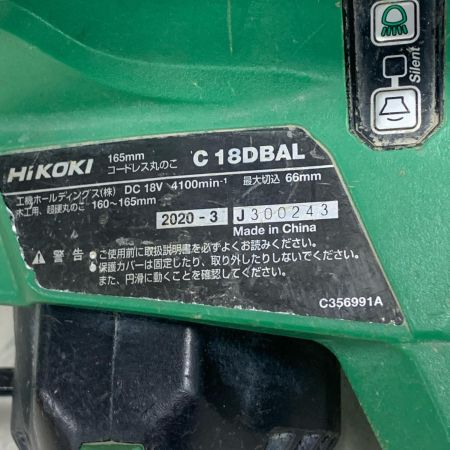 Silent
HiKOKI 165mm コードレス丸のこ C 18DBAL
工機ホールディングス(株) DC 18V 4100min⁻¹ 最大切込 66mm
木工用、超硬丸のこ 160～165mm
2020 - 3 J300243
Made in China
警告 ●ご使用前に取扱説明書を必ずよくお読みください。
●保護カバーは固定したり、取り外したりしないでください。
また、円滑に動くことを確認してください。
C356991A